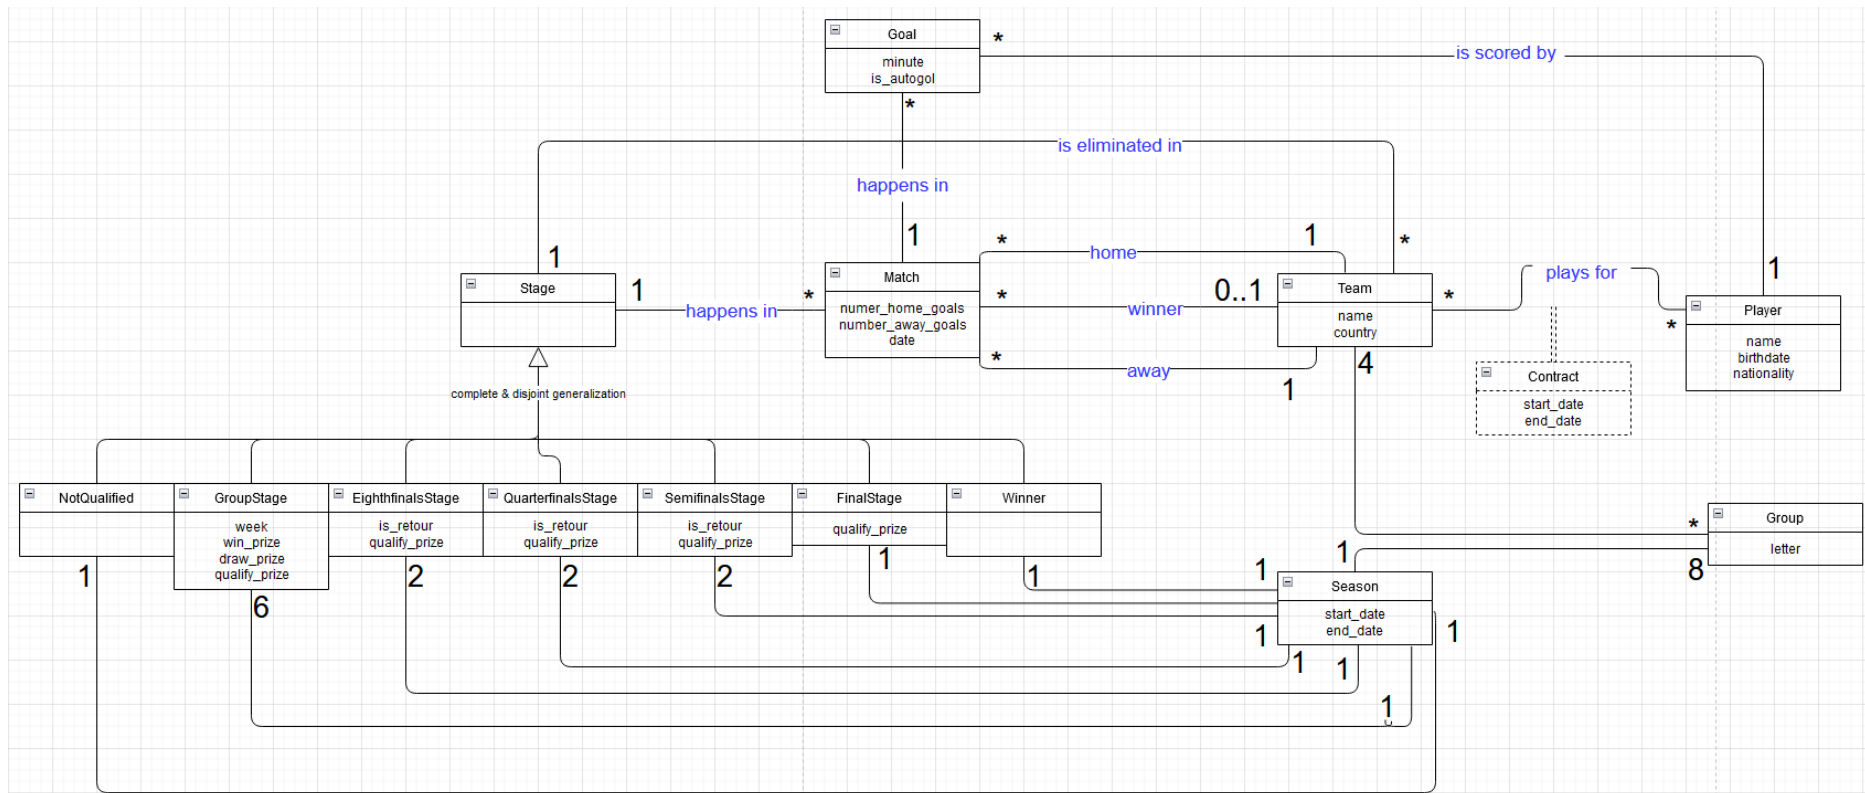 Goal
minute
is_autogol
*
*
is scored by
is eliminated in
happens in
1
1
*
home
1
*
1
Stage
1
happens in
*
Match
numer_home_goals
number_away_goals
date
*
winner
0..1
*
away
1
Team
name
country
4
*
plays for
*
Player
name
birthdate
nationality
Contract
start_date
end_date
complete & disjoint generalization
NotQualified
GroupStage
week
win_prize
draw_prize
qualify_prize
EighthfinalsStage
is_retour
qualify_prize
QuarterfinalsStage
is_retour
qualify_prize
SemifinalsStage
is_retour
qualify_prize
FinalStage
qualify_prize
Winner
*
Group
letter
1
8
1
6
2
2
2
1
1
1
Season
start_date
end_date
1
1
1
1
1